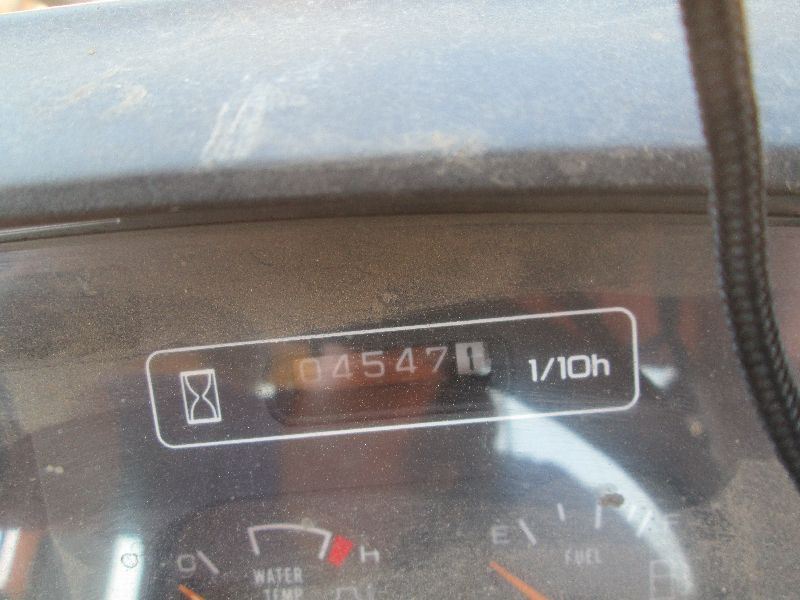 045471 1/10h
C H E F
WATER TEMP FUEL